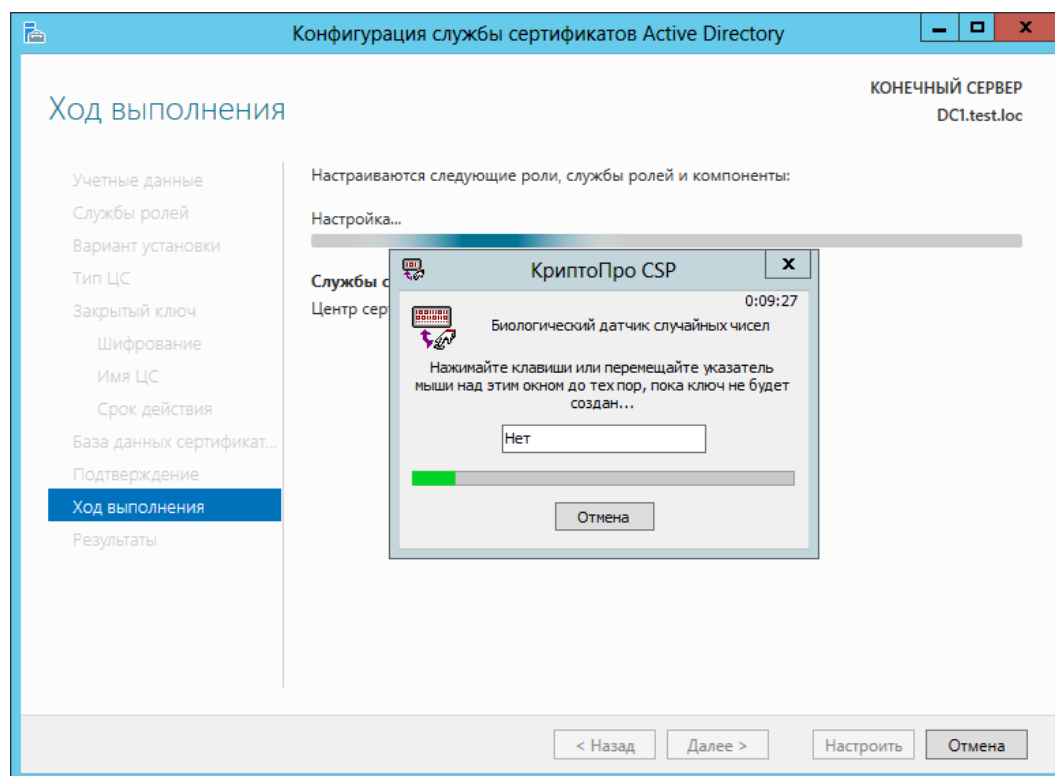 Конфигурация службы сертификатов Active Directory
Ход выполнения
КОНЕЧНЫЙ СЕРВЕР
DC1.test.loc
Учетные данные
Службы ролей
Вариант установки
Тип ЦС
Закрытый ключ
Шифрование
Имя ЦС
Срок действия
База данных сертификат...
Подтверждение
Ход выполнения
Результаты
Настраиваются следующие роли, службы ролей и компоненты:
Настройка...
Службы с
Центр сер
КриптоПро CSP
0:09:27
Биологический датчик случайных чисел
Нажимайте клавиши или перемещайте указатель
мыши над этим окном до тех пор, пока ключ не будет
создан...
Нет
Отмена
< Назад Далее > Настроить Отмена